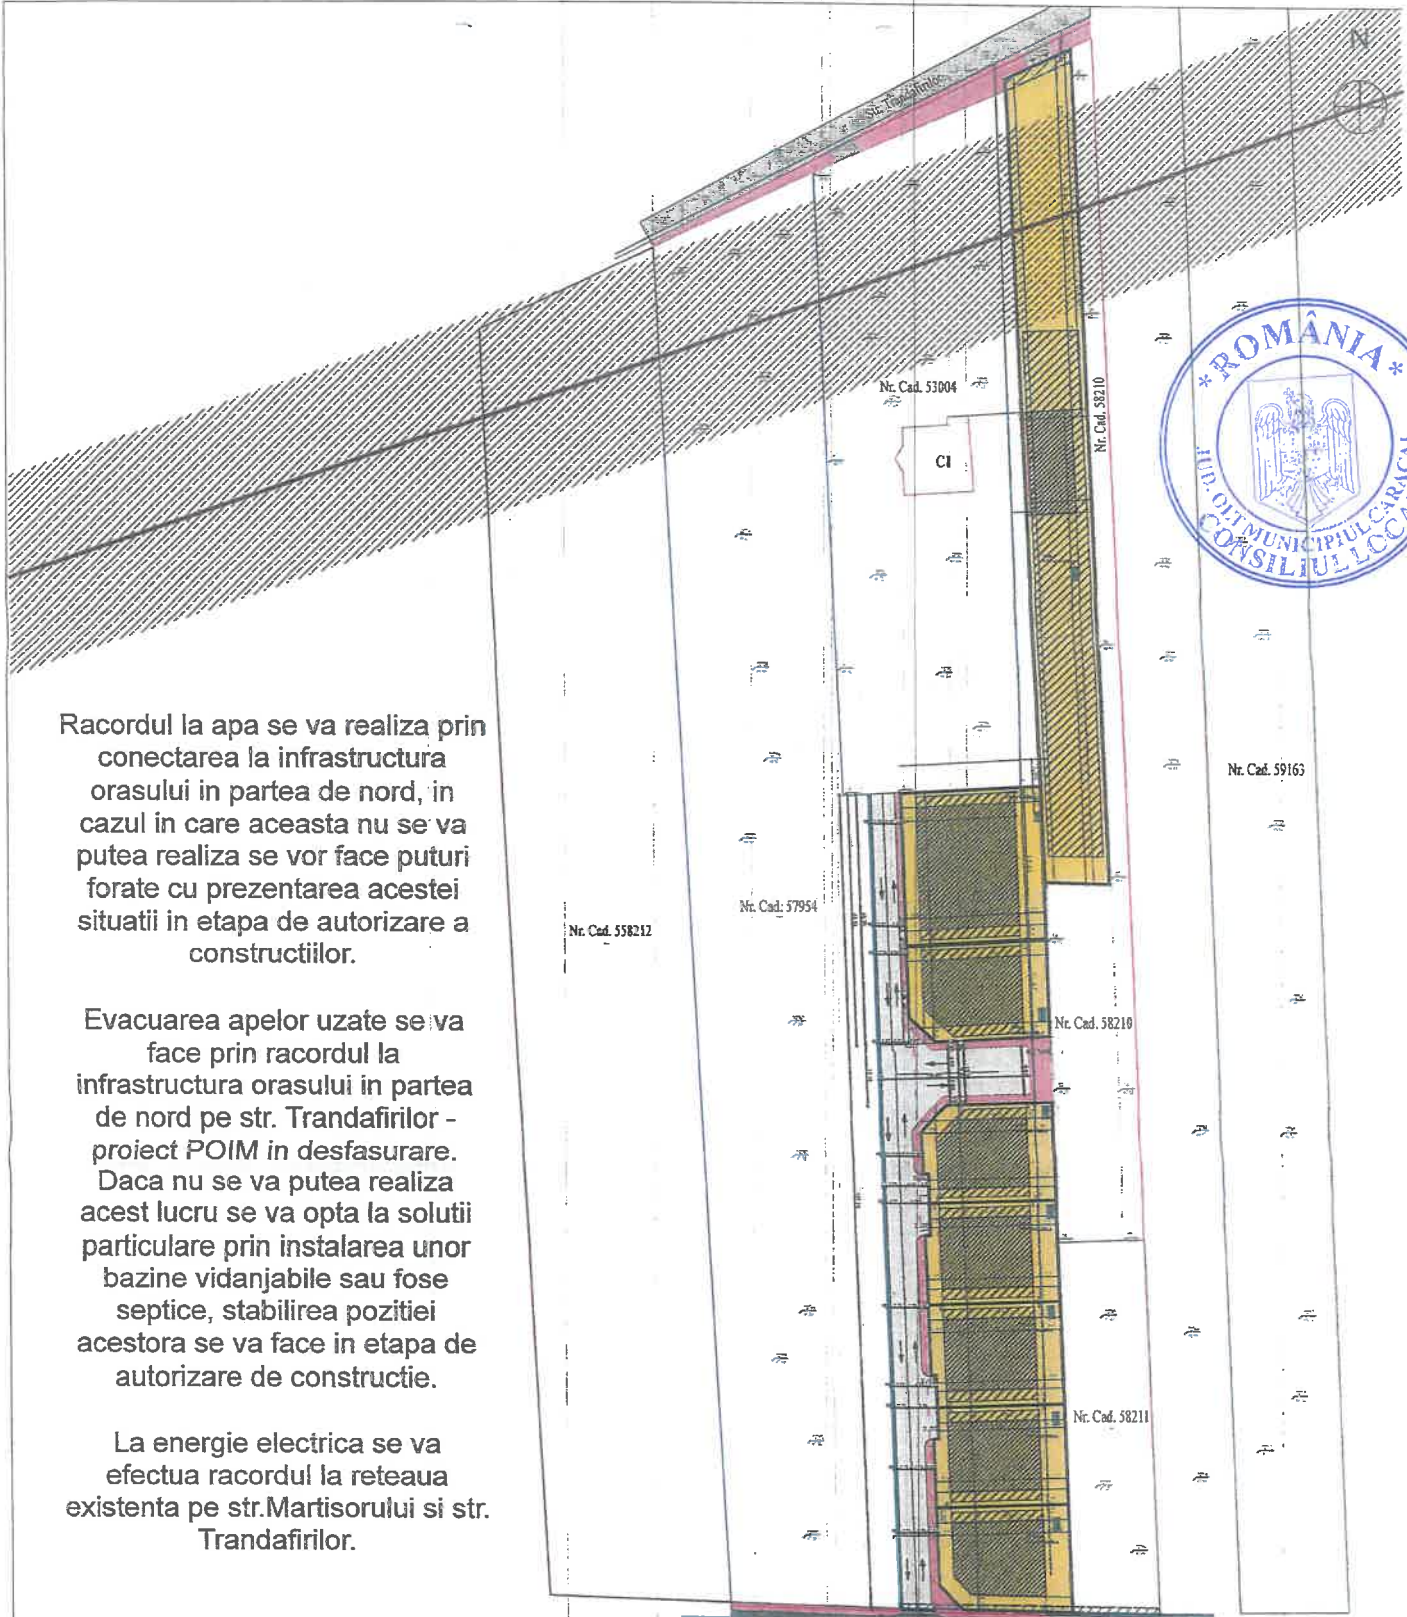 N
Str. Trandafirilor
* ROMÂNIA *
JUD. OLT MUNICIPIUL CARACAL
CONSILIUL LOCAL
Nr. Cad. 53004
Nr. Cad. 58210
C1
Racordul la apa se va realiza prin
conectarea la infrastructura
orasului in partea de nord, in
cazul in care aceasta nu se va
putea realiza se vor face puturi
forate cu prezentarea acestei
situatii in etapa de autorizare a
constructiilor.
Nr. Cad. 59163
Nr. Cad. 57954
Nr. Cad. 558212
Evacuarea apelor uzate se va
face prin racordul la
infrastructura orasului in partea
de nord pe str. Trandafirilor -
proiect POIM in desfasurare.
Daca nu se va putea realiza
acest lucru se va opta la solutii
particulare prin instalarea unor
bazine vidanjabile sau fose
septice, stabilirea pozitiei
acestora se va face in etapa de
autorizare de constructie.
Nr. Cad. 58210
Nr. Cad. 58211
La energie electrica se va
efectua racordul la reteaua
existenta pe str.Martisorului si str.
Trandafirilor.